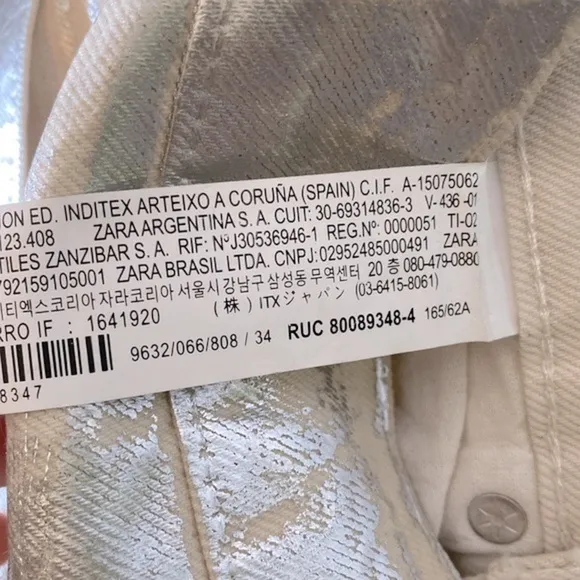 ION ED. INDITEX ARTEIXO A CORUÑA (SPAIN) C.I.F. A-15075062
123.408 ZARA ARGENTINA S.A. CUIT: 30-69314836-3 V-436-01
TILES ZANZIBAR S.A. RIF: NºJ30536946-1 REG.Nº: 0000051 TI-02
792159105001 ZARA BRASIL LTDA. CNPJ: 02952485000491 ZARA
티엑스코리아 자라코리아 서울시 강남구 삼성동 무역센터 20 층 080-479-0880
RRO IF : 1641920 (株) ITXジャパン (03-6415-8061)
9632/066/808 / 34 RUC 80089348-4 165/62A
8347